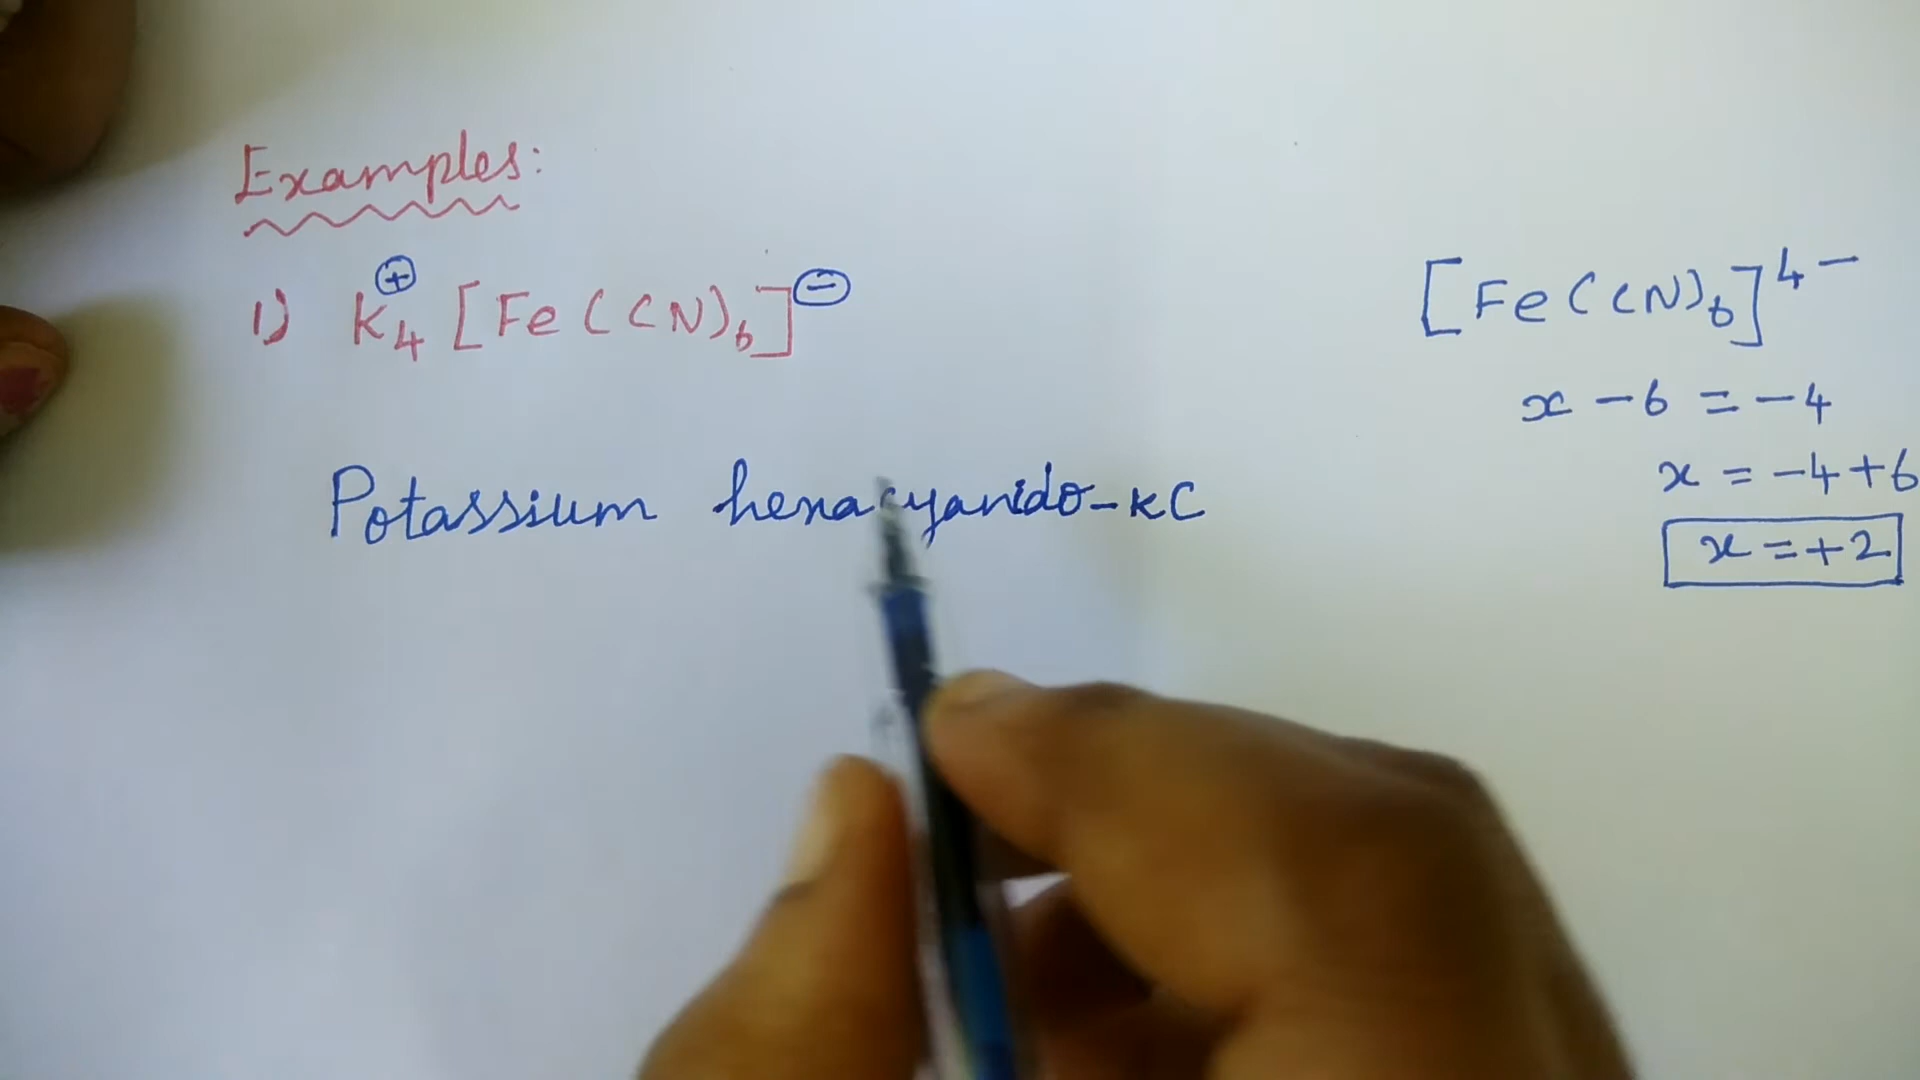 Examples:
1) K₄⊕ [Fe(CN)₆]⊖
Potassium hexacyanido-κC
[Fe(CN)₆]⁴⁻
x - 6 = -4
x = -4+6
x = +2